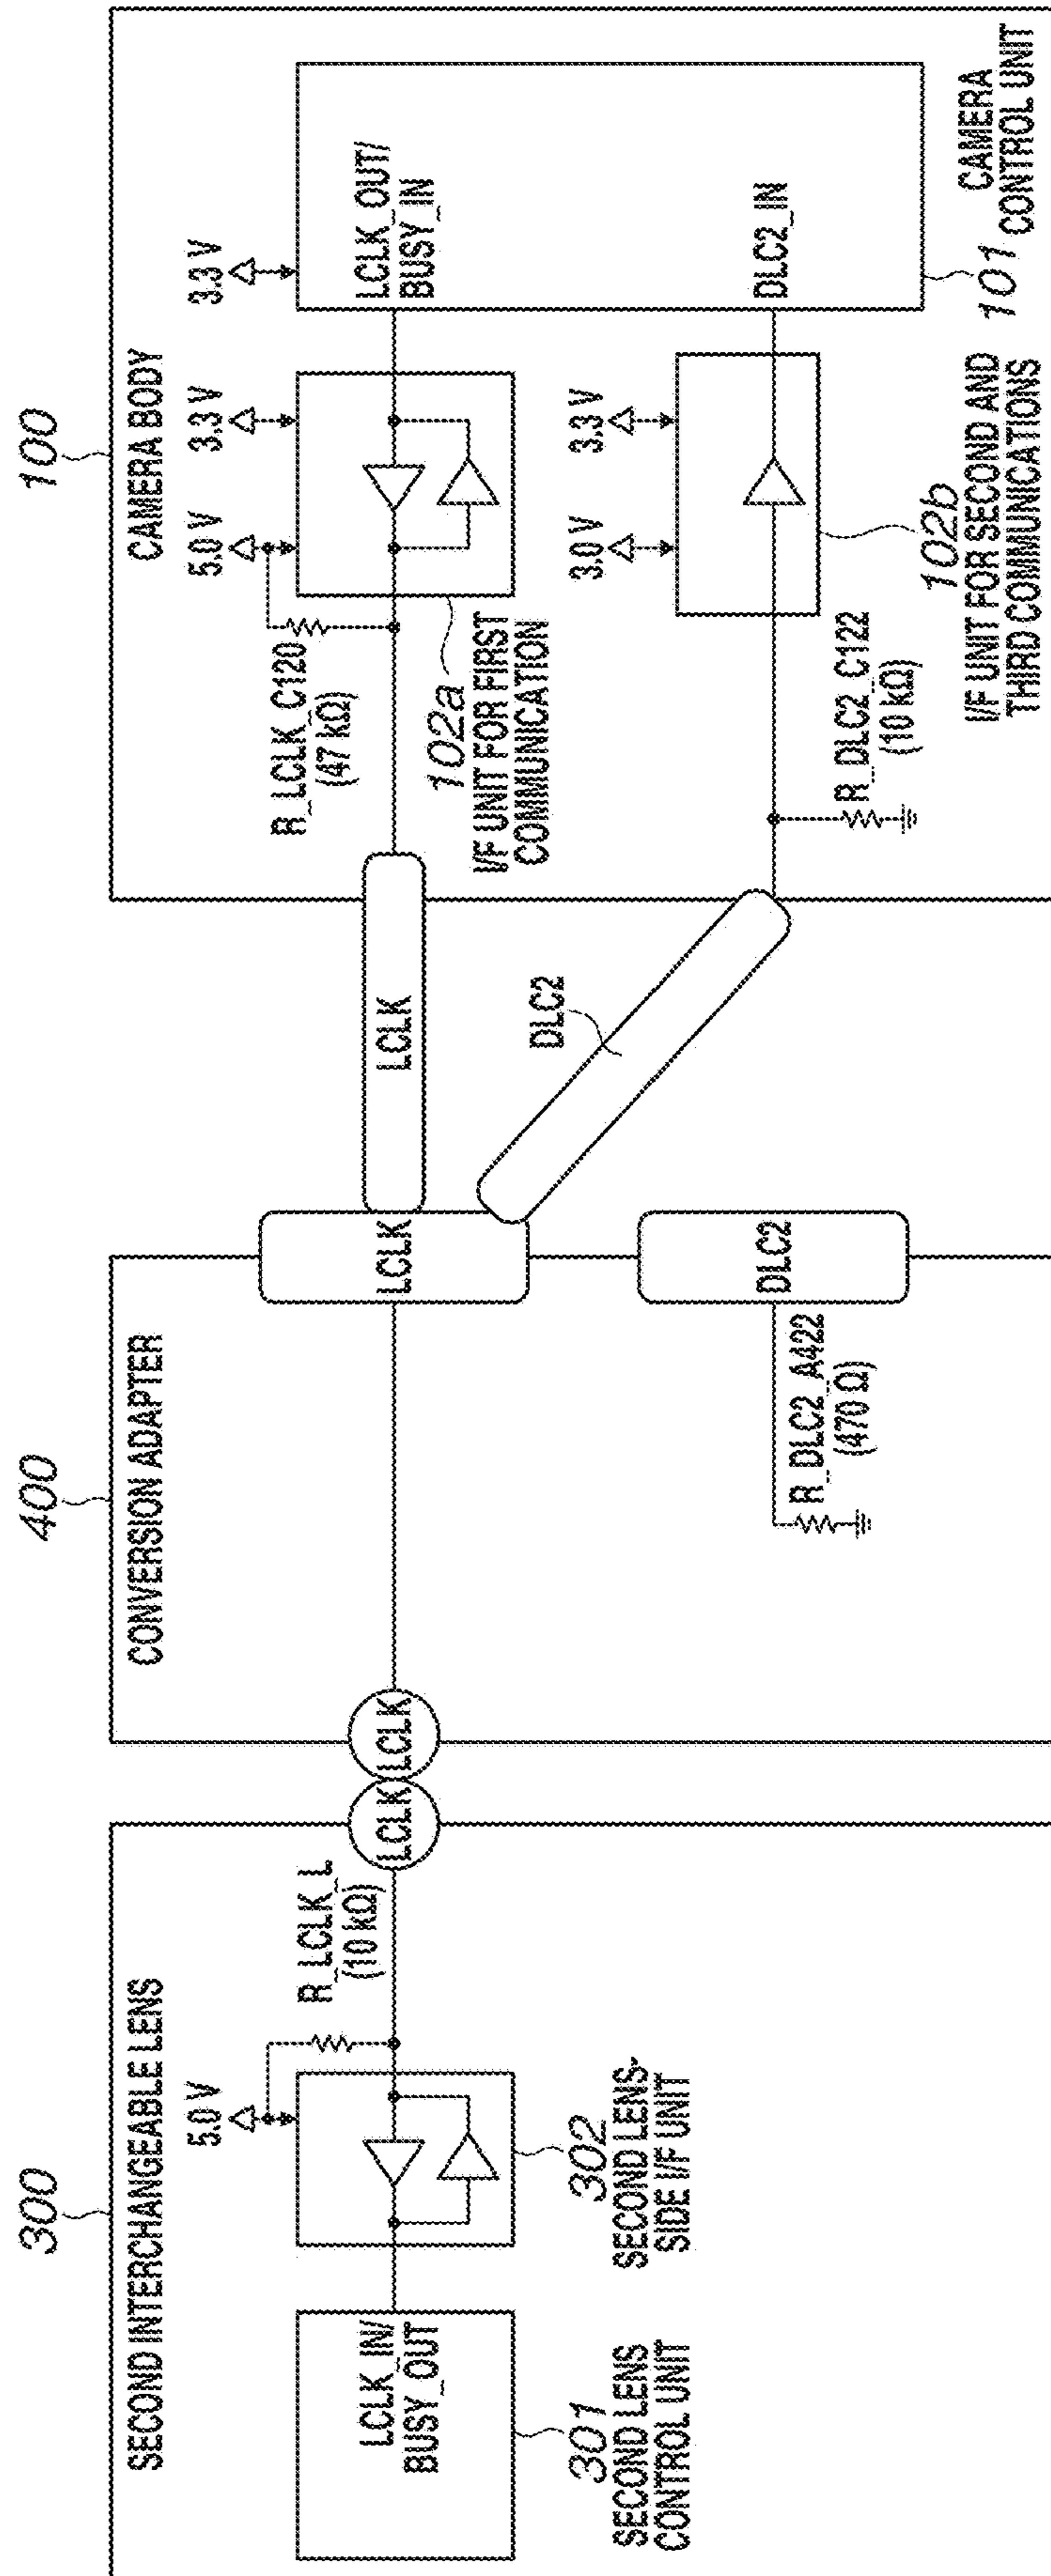 300
SECOND INTERCHANGEABLE LENS
5.0 V
R_LCLK_L
(10 kΩ)
LCLK_IN/
BUSY_OUT
LCLK
301
SECOND LENS
CONTROL UNIT
302
SECOND LENS-
SIDE I/F UNIT
400
CONVERSION ADAPTER
LCLK
LCLK
DLC2
R_DLC2_A422
(470 Ω)
LCLK
DLC2
100
CAMERA BODY
5.0 V
3.3 V
3.3 V
R_LCLK_C120
(47 kΩ)
LCLK_OUT/
BUSY_IN
102a
I/F UNIT FOR FIRST
COMMUNICATION
3.0 V
3.3 V
DLC2_IN
R_DLC2_C122
(10 kΩ)
102b
I/F UNIT FOR SECOND AND
THIRD COMMUNICATIONS
101
CAMERA
CONTROL UNIT